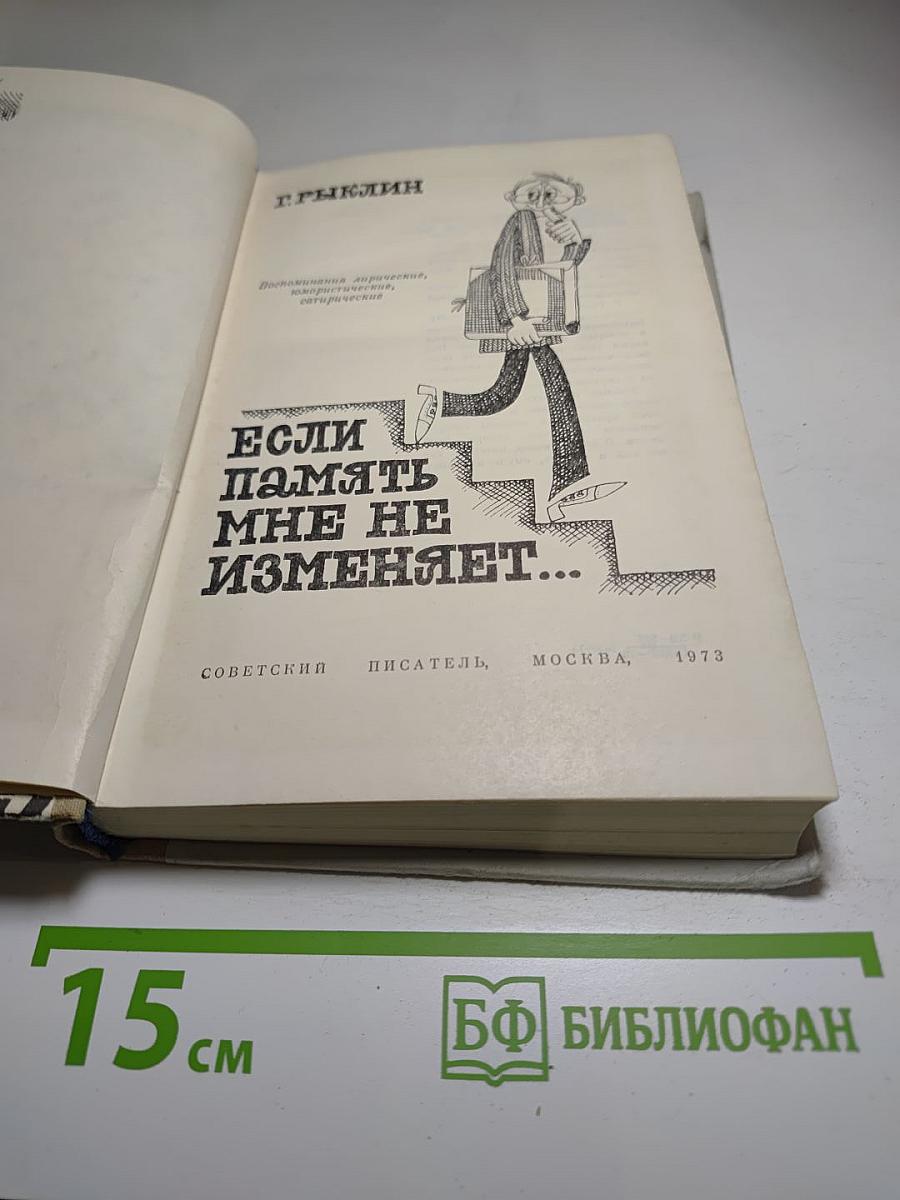 Г. РЫКЛИН
Воспоминания лирические,
юмористические,
сатирические
ЕСЛИ
ПАМЯТЬ
МНЕ НЕ
ИЗМЕНЯЕТ...
СОВЕТСКИЙ ПИСАТЕЛЬ, МОСКВА, 1973
15 см
БФ БИБЛИОФАН